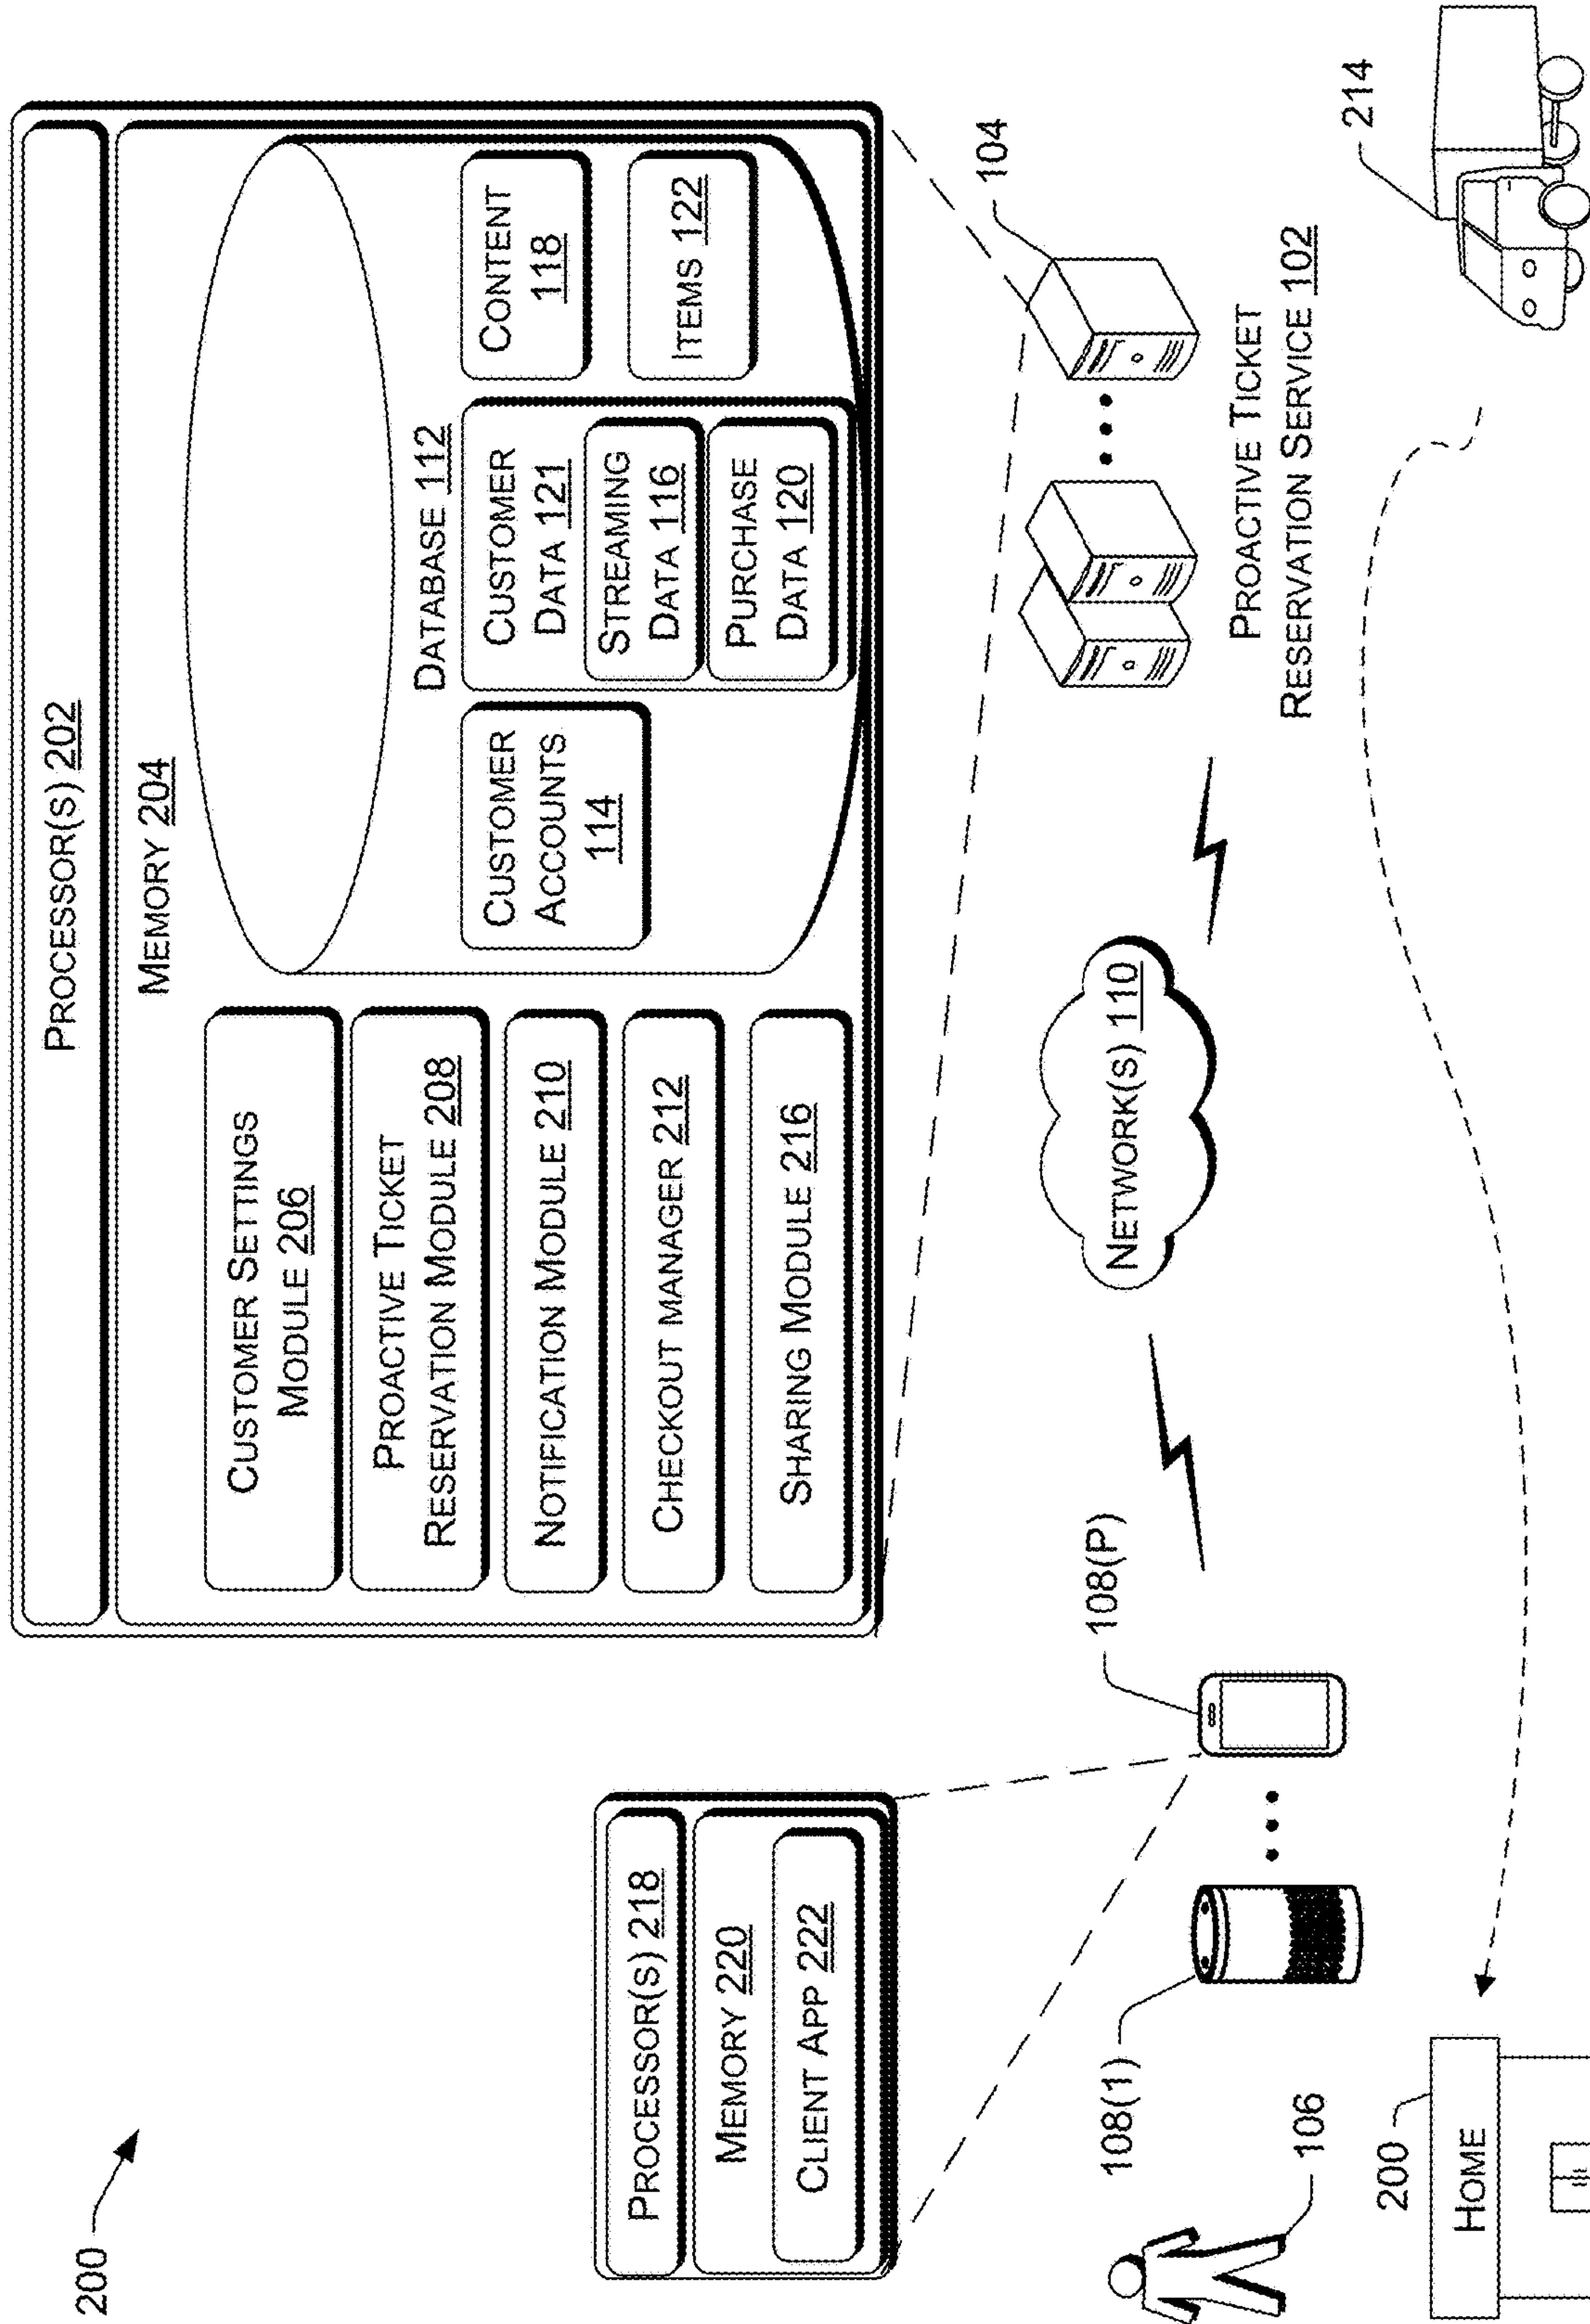 200
PROCESSOR(S) 202
MEMORY 204
CUSTOMER SETTINGS
MODULE 206
PROACTIVE TICKET
RESERVATION MODULE 208
NOTIFICATION MODULE 210
CHECKOUT MANAGER 212
SHARING MODULE 216
DATABASE 112
CUSTOMER
ACCOUNTS
114
CUSTOMER
DATA 121
STREAMING
DATA 116
PURCHASE
DATA 120
CONTENT
118
ITEMS 122
PROCESSOR(S) 218
MEMORY 220
CLIENT APP 222
106
108(1)
108(P)
NETWORK(S) 110
104
PROACTIVE TICKET
RESERVATION SERVICE 102
200
HOME
214